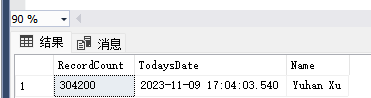 90 %
结果 消息
RecordCount TodaysDate Name
1 304200 2023-11-09 17:04:03.540 Yuhan Xu